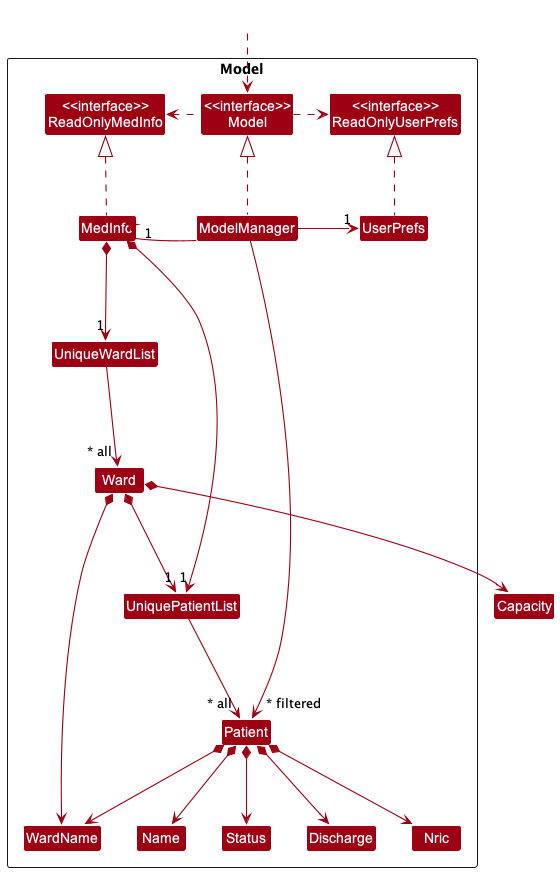 Model
<<interface>>
ReadOnlyMedInfo
<<interface>>
Model
<<interface>>
ReadOnlyUserPrefs
MedInfo
1
ModelManager
1
UserPrefs
1
UniqueWardList
* all
Ward
1
1
UniquePatientList
Capacity
* all
* filtered
Patient
WardName
Name
Status
Discharge
Nric